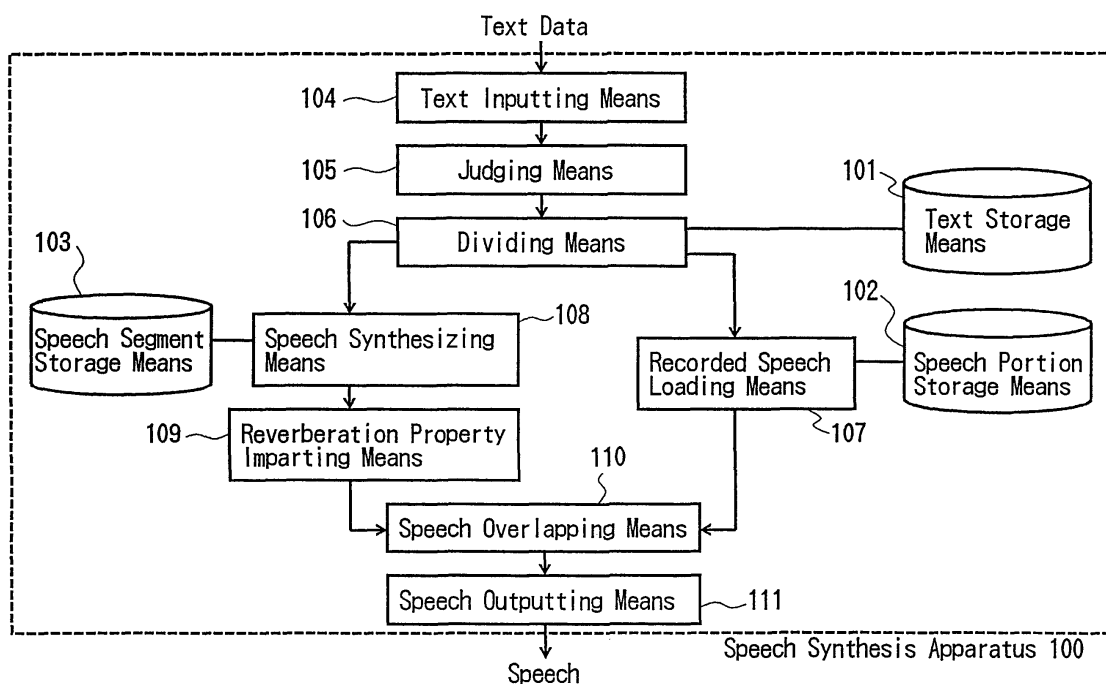 Text Data
104
Text Inputting Means
105
Judging Means
101
Text Storage
Means
106
Dividing Means
103
Speech Segment
Storage Means
Speech Synthesizing
Means
108
102
Recorded Speech
Loading Means
Speech Portion
Storage Means
109
Reverberation Property
Imparting Means
107
110
Speech Overlapping Means
Speech Outputting Means
111
Speech Synthesis Apparatus 100
Speech